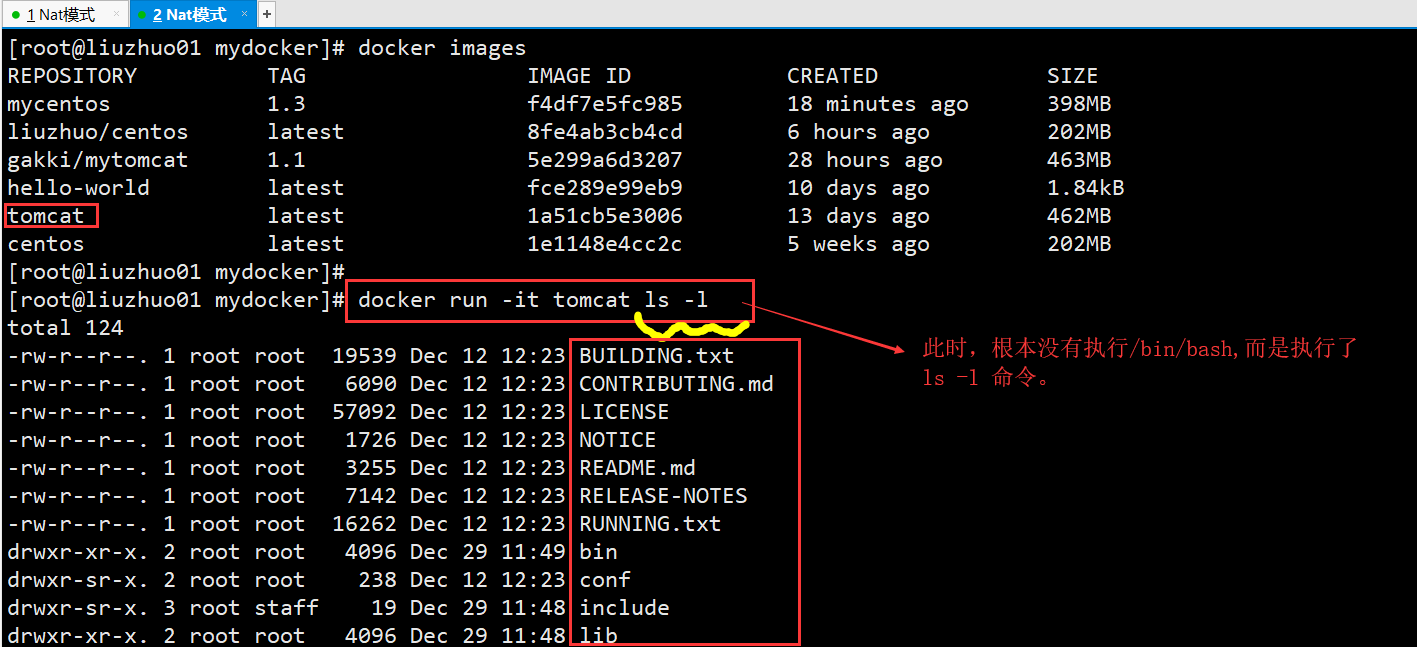 1 Nat模式 × 2 Nat模式 × +
[root@liuzhuo01 mydocker]# docker images
REPOSITORY TAG IMAGE ID CREATED SIZE
mycentos 1.3 f4df7e5fc985 18 minutes ago 398MB
liuzhuo/centos latest 8fe4ab3cb4cd 6 hours ago 202MB
gakki/mytomcat 1.1 5e299a6d3207 28 hours ago 463MB
hello-world latest fce289e99eb9 10 days ago 1.84kB
tomcat latest 1a51cb5e3006 13 days ago 462MB
centos latest 1e1148e4cc2c 5 weeks ago 202MB
[root@liuzhuo01 mydocker]#
[root@liuzhuo01 mydocker]# docker run -it tomcat ls -l
total 124
-rw-r--r--. 1 root root 19539 Dec 12 12:23 BUILDING.txt
-rw-r--r--. 1 root root 6090 Dec 12 12:23 CONTRIBUTING.md
-rw-r--r--. 1 root root 57092 Dec 12 12:23 LICENSE
-rw-r--r--. 1 root root 1726 Dec 12 12:23 NOTICE
-rw-r--r--. 1 root root 3255 Dec 12 12:23 README.md
-rw-r--r--. 1 root root 7142 Dec 12 12:23 RELEASE-NOTES
-rw-r--r--. 1 root root 16262 Dec 12 12:23 RUNNING.txt
drwxr-xr-x. 2 root root 4096 Dec 29 11:49 bin
drwxr-sr-x. 2 root root 238 Dec 12 12:23 conf
drwxr-sr-x. 3 root staff 19 Dec 29 11:48 include
drwxr-xr-x. 2 root root 4096 Dec 29 11:48 lib
此时，根本没有执行/bin/bash,而是执行了
ls -l 命令。